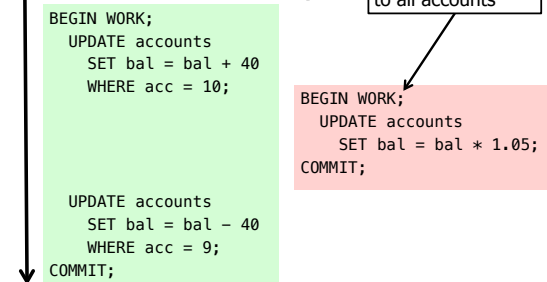 to all accounts
BEGIN WORK;
UPDATE accounts
SET bal = bal + 40
WHERE acc = 10;
BEGIN WORK;
UPDATE accounts
SET bal = bal * 1.05;
COMMIT;
UPDATE accounts
SET bal = bal – 40
WHERE acc = 9;
COMMIT;